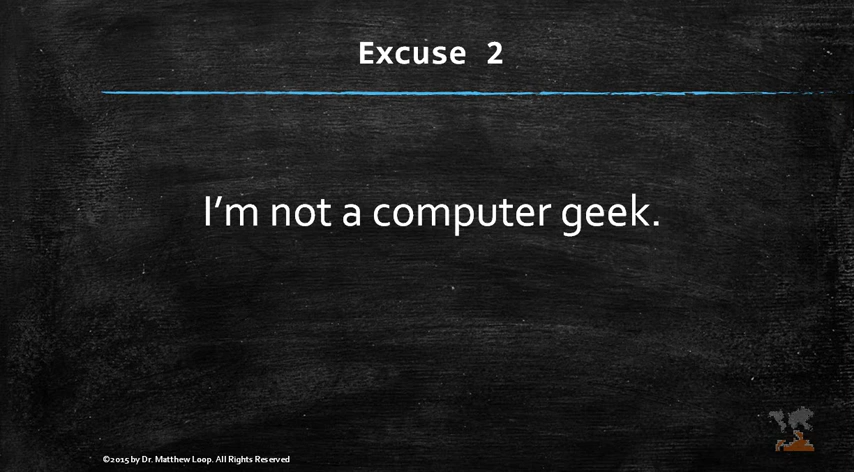 Excuse 2
I'm not a computer geek.
©2015 by Dr. Matthew Loop. All Rights Reserved